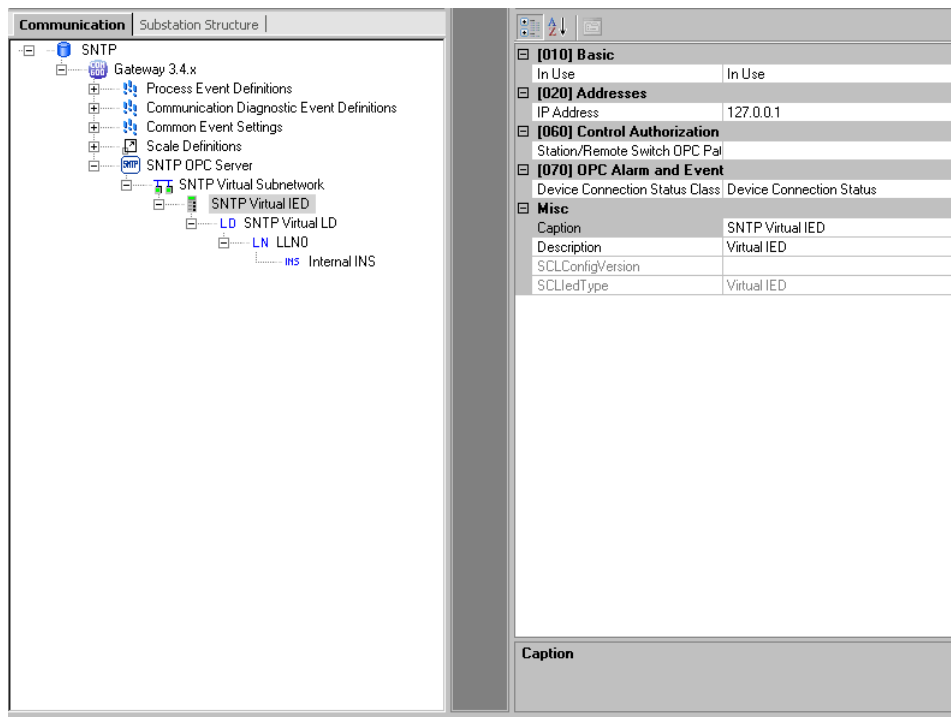 Communication Substation Structure
SNTP
Gateway 3.4.x
Process Event Definitions
Communication Diagnostic Event Definitions
Common Event Settings
Scale Definitions
SNTP SNTP OPC Server
SNTP Virtual Subnetwork
SNTP Virtual IED
LD SNTP Virtual LD
LN LLN0
INS Internal INS
[010] Basic
In Use In Use
[020] Addresses
IP Address 127.0.0.1
[060] Control Authorization
Station/Remote Switch OPC Pat
[070] OPC Alarm and Event
Device Connection Status Class Device Connection Status
Misc
Caption SNTP Virtual IED
Description Virtual IED
SCLConfigVersion
SCLIedType Virtual IED
Caption